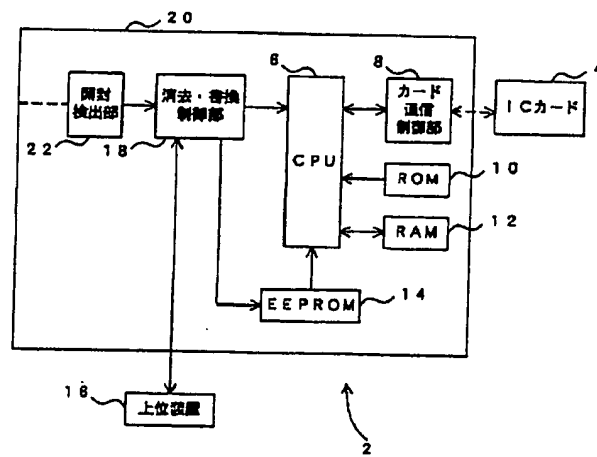 20
6
8
4
開封
検出部
消去・書換
制御部
CPU
カード
通信
制御部
ICカード
22
18
ROM
10
RAM
12
EEPROM
14
16
上位装置
2